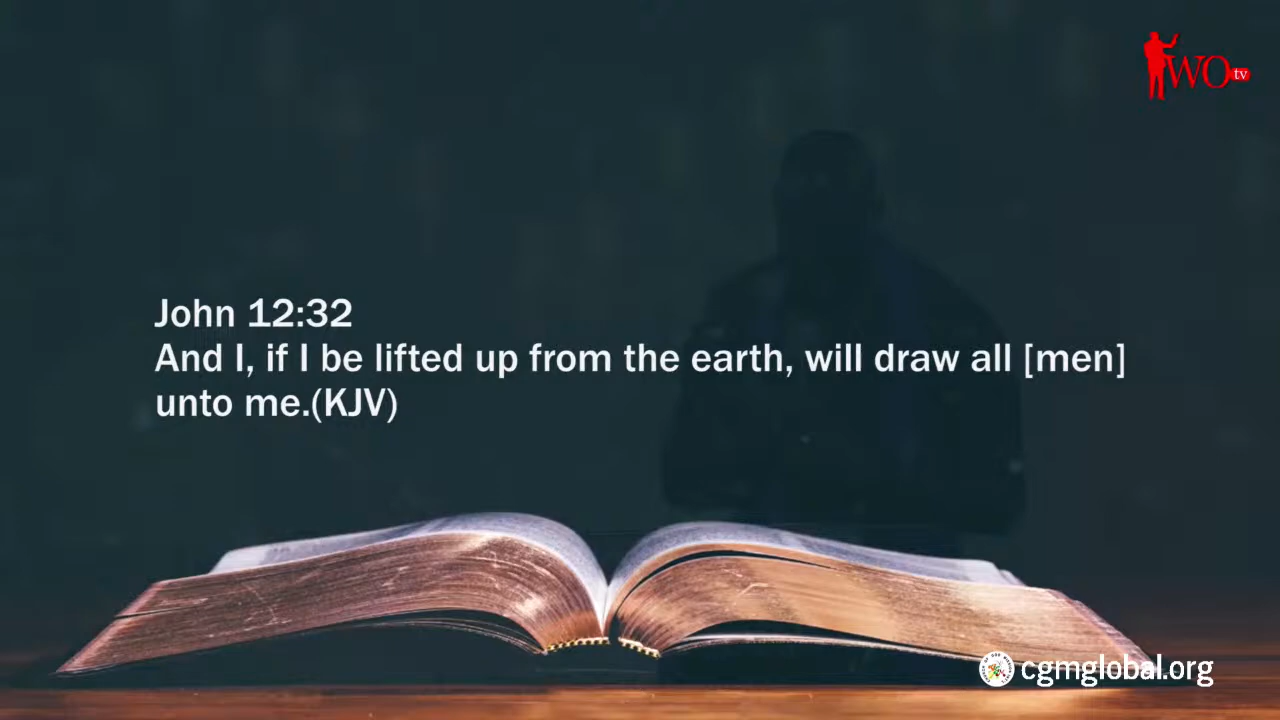 WO tv
John 12:32
And I, if I be lifted up from the earth, will draw all [men]
unto me.(KJV)
cgmglobal.org